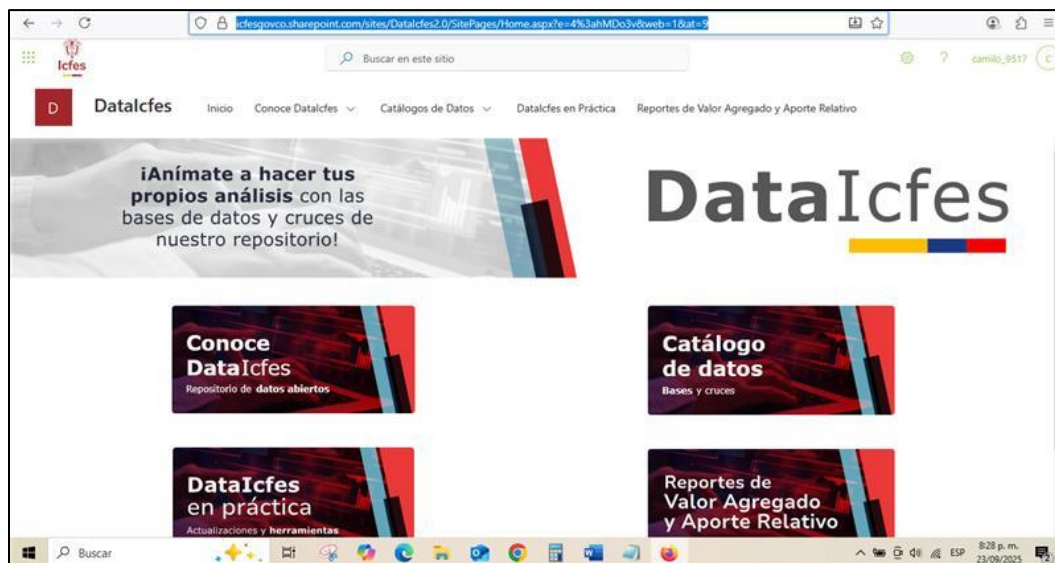 icfesgovco.sharepoint.com/sites/DataIcfes2.0/SitePages/Home.aspx?e=4%3ahMDo3v&web=1&at=9
Icfes
Buscar en este sitio
?
camilo_9517
C
D
DataIcfes
Inicio
Conoce DataIcfes
Catálogos de Datos
DataIcfes en Práctica
Reportes de Valor Agregado y Aporte Relativo
¡Anímate a hacer tus
propios análisis con las
bases de datos y cruces de
nuestro repositorio!
DataIcfes
Conoce
DataIcfes
Repositorio de datos abiertos
Catálogo
de datos
Bases y cruces
DataIcfes
en práctica
Actualizaciones y herramientas
Reportes de
Valor Agregado
y Aporte Relativo
Buscar
ESP
8:28 p. m.
23/09/2025
2